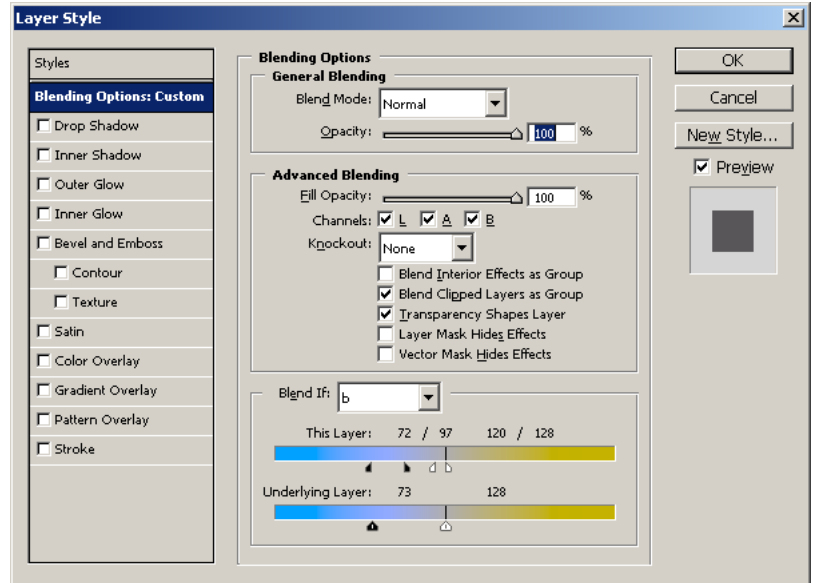 Layer Style
Styles
Blending Options: Custom
Drop Shadow
Inner Shadow
Outer Glow
Inner Glow
Bevel and Emboss
Contour
Texture
Satin
Color Overlay
Gradient Overlay
Pattern Overlay
Stroke
Blending Options
General Blending
Blend Mode: Normal
Opacity: 100 %
Advanced Blending
Fill Opacity: 100 %
Channels: L A B
Knockout: None
Blend Interior Effects as Group
Blend Clipped Layers as Group
Transparency Shapes Layer
Layer Mask Hides Effects
Vector Mask Hides Effects
Blend If: b
This Layer: 72 / 97 120 / 128
Underlying Layer: 73 128
OK
Cancel
New Style...
Preview